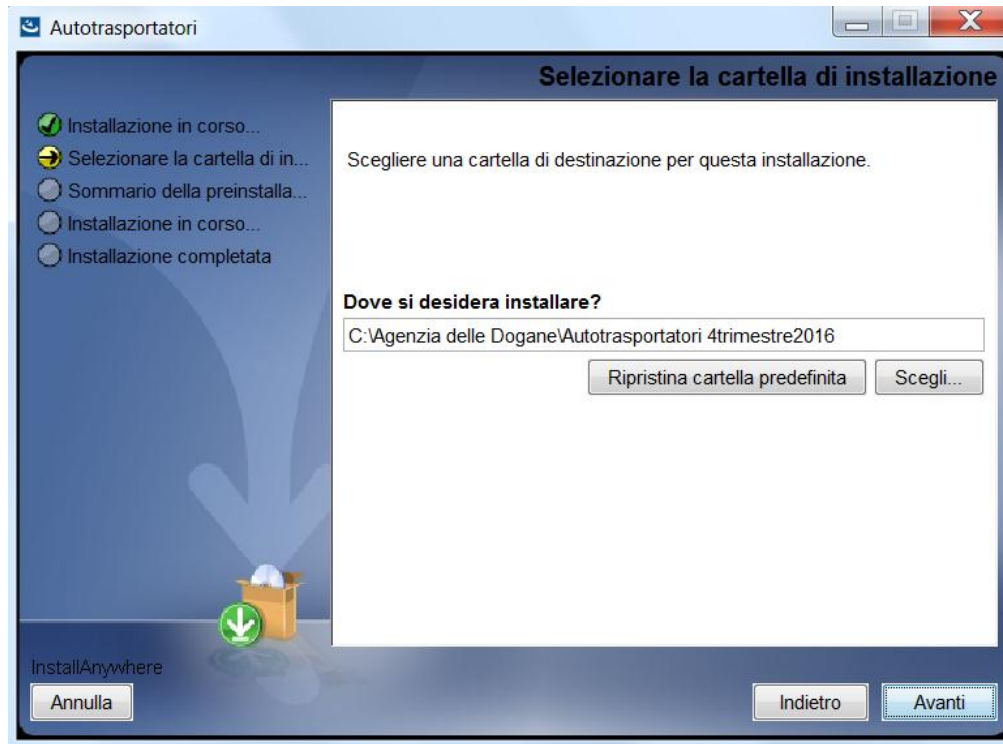 Autotrasportatori
Selezionare la cartella di installazione
Installazione in corso...
Selezionare la cartella di in...
Sommario della preinstalla...
Installazione in corso...
Installazione completata
Scegliere una cartella di destinazione per questa installazione.
Dove si desidera installare?
C:\Agenzia delle Dogane\Autotrasportatori 4trimestre2016
Ripristina cartella predefinita
Scegli...
InstallAnywhere
Annulla
Indietro
Avanti